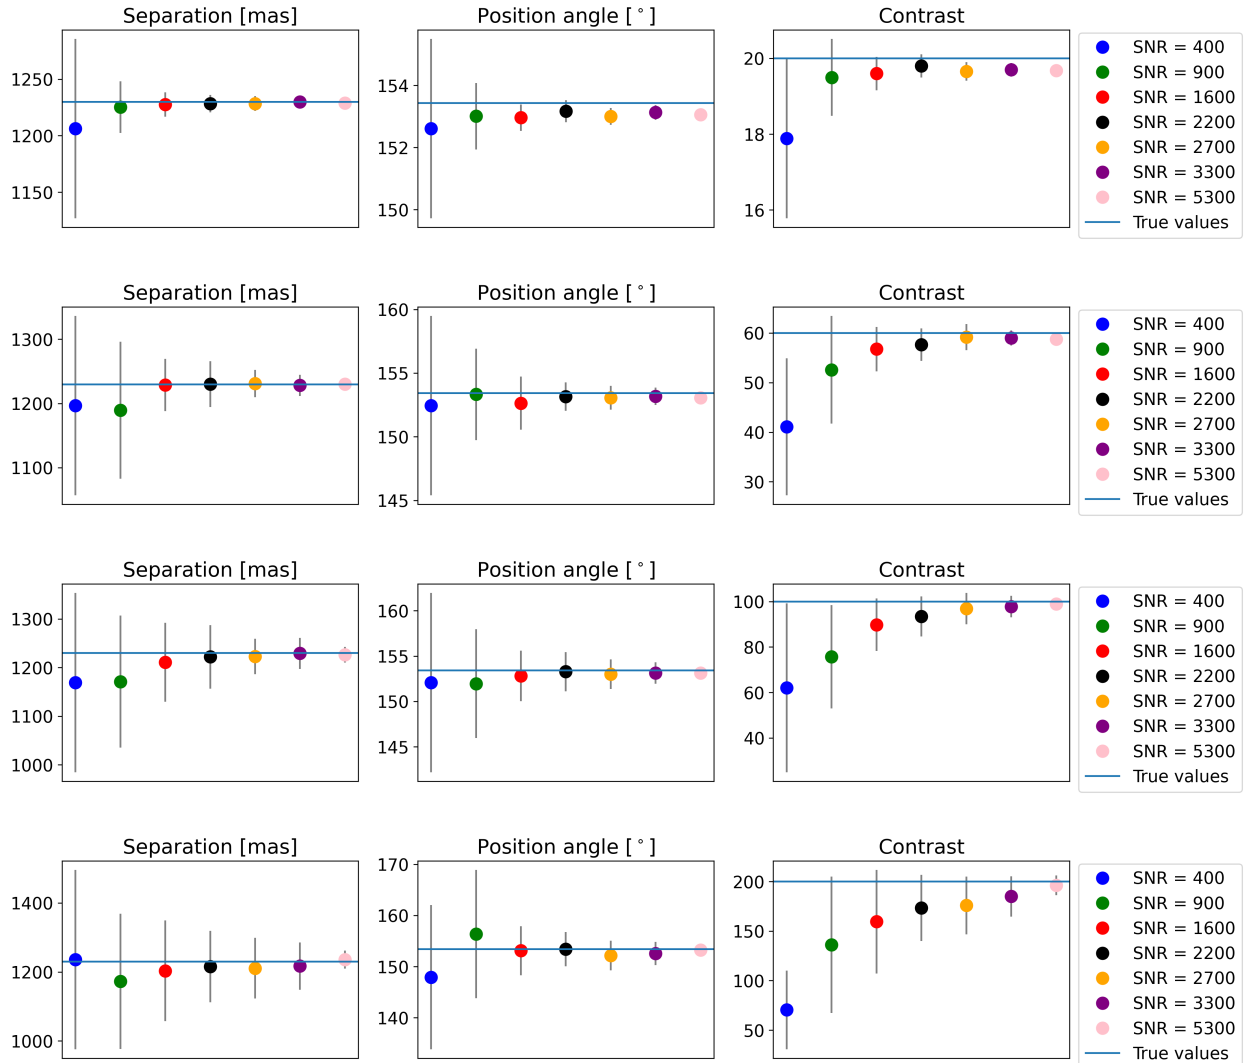 Separation [mas]
Position angle [°]
Contrast
1250
1200
1150
154
152
150
20
18
16
SNR = 400
SNR = 900
SNR = 1600
SNR = 2200
SNR = 2700
SNR = 3300
SNR = 5300
True values
Separation [mas]
Position angle [°]
Contrast
1300
1200
1100
160
155
150
145
60
50
40
30
SNR = 400
SNR = 900
SNR = 1600
SNR = 2200
SNR = 2700
SNR = 3300
SNR = 5300
True values
Separation [mas]
Position angle [°]
Contrast
1300
1200
1100
1000
160
155
150
145
100
80
60
40
SNR = 400
SNR = 900
SNR = 1600
SNR = 2200
SNR = 2700
SNR = 3300
SNR = 5300
True values
Separation [mas]
Position angle [°]
Contrast
1400
1200
1000
170
160
150
140
200
150
100
50
SNR = 400
SNR = 900
SNR = 1600
SNR = 2200
SNR = 2700
SNR = 3300
SNR = 5300
True values